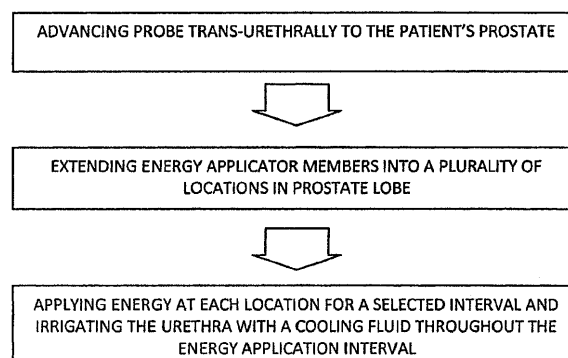 ADVANCING PROBE TRANS-URETHRALLY TO THE PATIENT'S PROSTATE
EXTENDING ENERGY APPLICATOR MEMBERS INTO A PLURALITY OF
LOCATIONS IN PROSTATE LOBE
APPLYING ENERGY AT EACH LOCATION FOR A SELECTED INTERVAL AND
IRRIGATING THE URETHRA WITH A COOLING FLUID THROUGHOUT THE
ENERGY APPLICATION INTERVAL